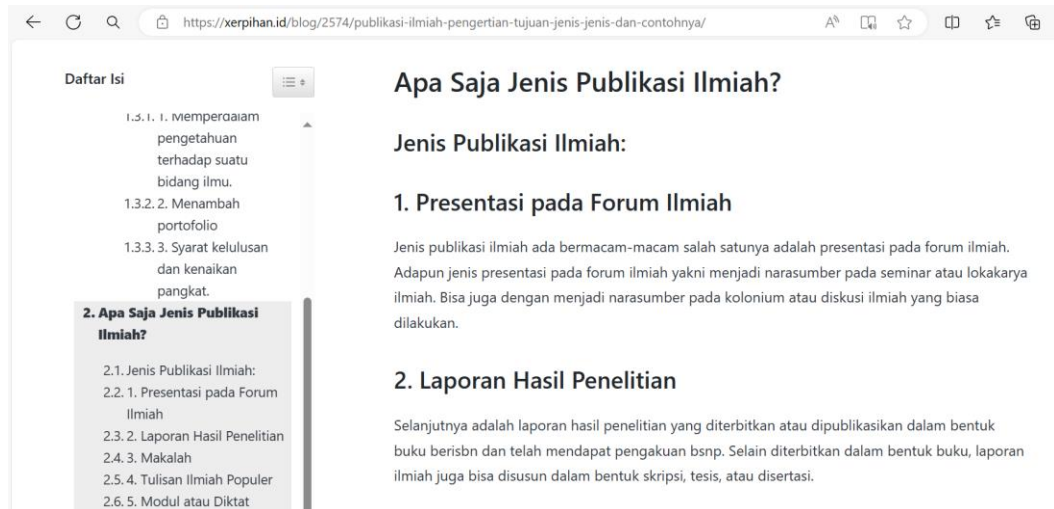 https://xerpihan.id/blog/2574/publikasi-ilmiah-pengertian-tujuan-jenis-jenis-dan-contohnya/
Daftar Isi
1.3.1. 1. Memperdalam
pengetahuan
terhadap suatu
bidang ilmu.
1.3.2. 2. Menambah
portofolio
1.3.3. 3. Syarat kelulusan
dan kenaikan
pangkat.
2. Apa Saja Jenis Publikasi
Ilmiah?
2.1. Jenis Publikasi Ilmiah:
2.2. 1. Presentasi pada Forum
Ilmiah
2.3. 2. Laporan Hasil Penelitian
2.4. 3. Makalah
2.5. 4. Tulisan Ilmiah Populer
2.6. 5. Modul atau Diktat
Apa Saja Jenis Publikasi Ilmiah?
Jenis Publikasi Ilmiah:
1. Presentasi pada Forum Ilmiah
Jenis publikasi ilmiah ada bermacam-macam salah satunya adalah presentasi pada forum ilmiah.
Adapun jenis presentasi pada forum ilmiah yakni menjadi narasumber pada seminar atau lokakarya
ilmiah. Bisa juga dengan menjadi narasumber pada kolonium atau diskusi ilmiah yang biasa
dilakukan.
2. Laporan Hasil Penelitian
Selanjutnya adalah laporan hasil penelitian yang diterbitkan atau dipublikasikan dalam bentuk
buku berisbn dan telah mendapat pengakuan bsnp. Selain diterbitkan dalam bentuk buku, laporan
ilmiah juga bisa disusun dalam bentuk skripsi, tesis, atau disertasi.